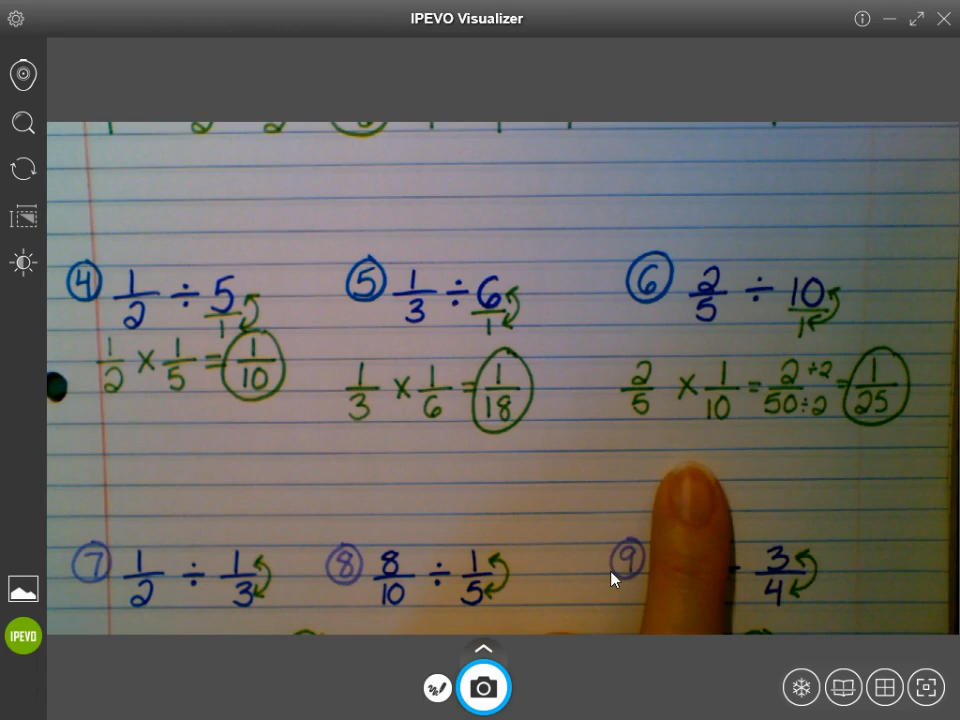 IPEVO Visualizer
④ 1/2 ÷ 5/1
1/2 × 1/5 = 1/10
⑤ 1/3 ÷ 6/1
1/3 × 1/6 = 1/18
⑥ 2/5 ÷ 10/1
2/5 × 1/10 = 2÷2/50÷2 = 1/25
⑦ 1/2 ÷ 1/3
⑧ 8/10 ÷ 1/5
⑨ 3/4
IPEVO